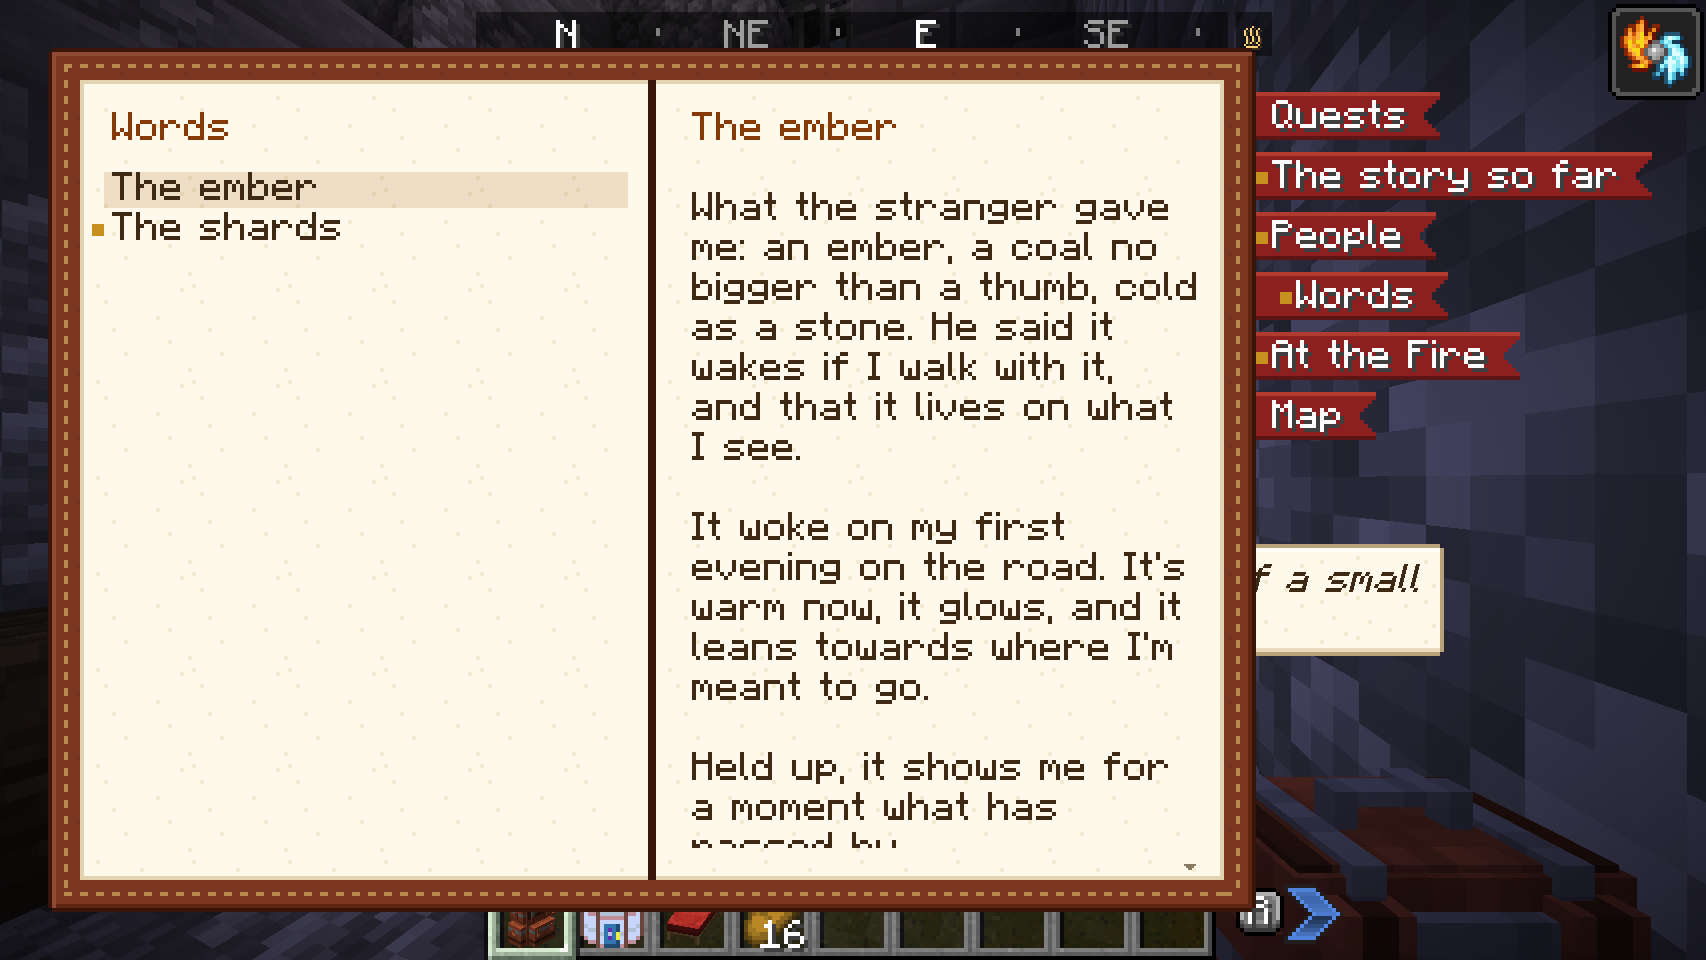 N · NE · E · SE ·
Words
The ember
The shards
The ember
What the stranger gave
me: an ember, a coal no
bigger than a thumb, cold
as a stone. He said it
wakes if I walk with it,
and that it lives on what
I see.
It woke on my first
evening on the road. It's
warm now, it glows, and it
leans towards where I'm
meant to go.
Held up, it shows me for
a moment what has
Quests
The story so far
People
Words
At the Fire
Map
f a small
16
R